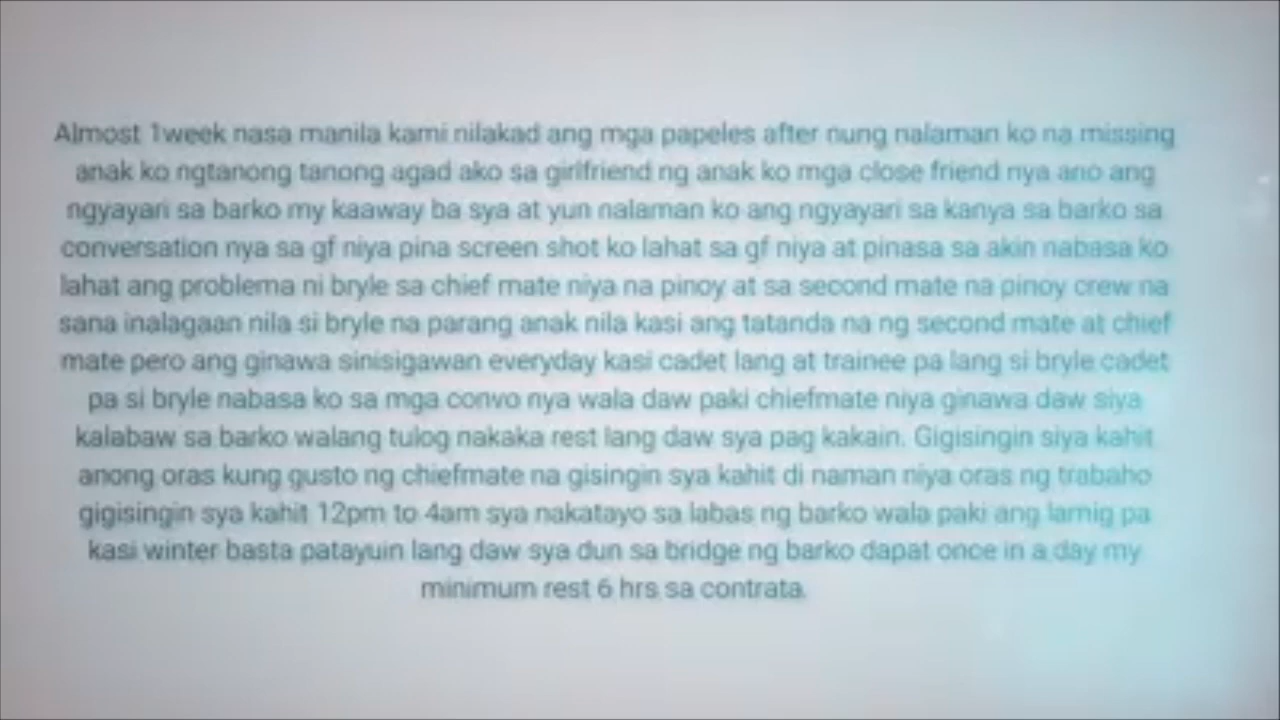 Almost 1week nasa manila kami nilakad ang mga papeles after nung nalaman ko na missing
anak ko ngtanong tanong agad ako sa girlfriend ng anak ko mga close friend nya ano ang
ngyayari sa barko my kaaway ba sya at yun nalaman ko ang ngyayari sa kanya sa barko sa
conversation nya sa gf niya pina screen shot ko lahat sa gf niya at pinasa sa akin nabasa ko
lahat ang problema ni bryle sa chief mate niya na pinoy at sa second mate na pinoy crew na
sana inalagaan nila si bryle na parang anak nila kasi ang tatanda na ng second mate at chief
mate pero ang ginawa sinisigawan everyday kasi cadet lang at trainee pa lang si bryle cadet
pa si bryle nabasa ko sa mga convo nya wala daw paki chiefmate niya ginawa daw siya
kalabaw sa barko walang tulog nakaka rest lang daw sya pag kakain. Gigisingin siya kahit
anong oras kung gusto ng chiefmate na gisingin sya kahit di naman niya oras ng trabaho
gigisingin sya kahit 12pm to 4am sya nakatayo sa labas ng barko wala paki ang lamig pa
kasi winter basta patayuin lang daw sya dun sa bridge ng barko dapat once in a day my
minimum rest 6 hrs sa contrata.